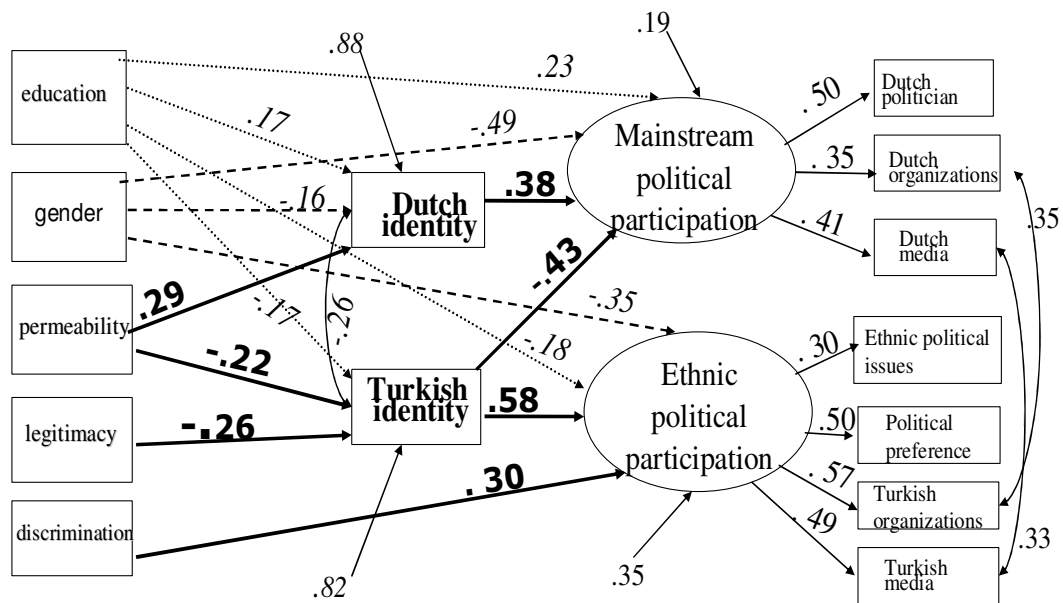 .19
.88
education
.23
.50
Dutch
politician
.17
-.49
Mainstream
political
participation
.35
Dutch
organizations
gender
-.16
Dutch
identity
.38
.41
Dutch
media
.35
-.43
.29
permeability
-.17
-.26
-.35
-.22
-.18
.30
Ethnic political
issues
Turkish
identity
.58
Ethnic
political
participation
legitimacy
-.26
.50
Political
preference
. 30
.57
Turkish
organizations
discrimination
. 49
.33
.82
.35
Turkish
media